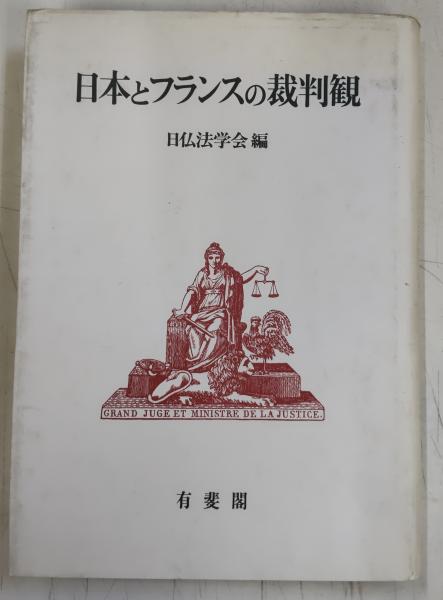 日本とフランスの裁判観
日仏法学会 編
GRAND JUGE ET MINISTRE DE LA JUSTICE.
有斐閣